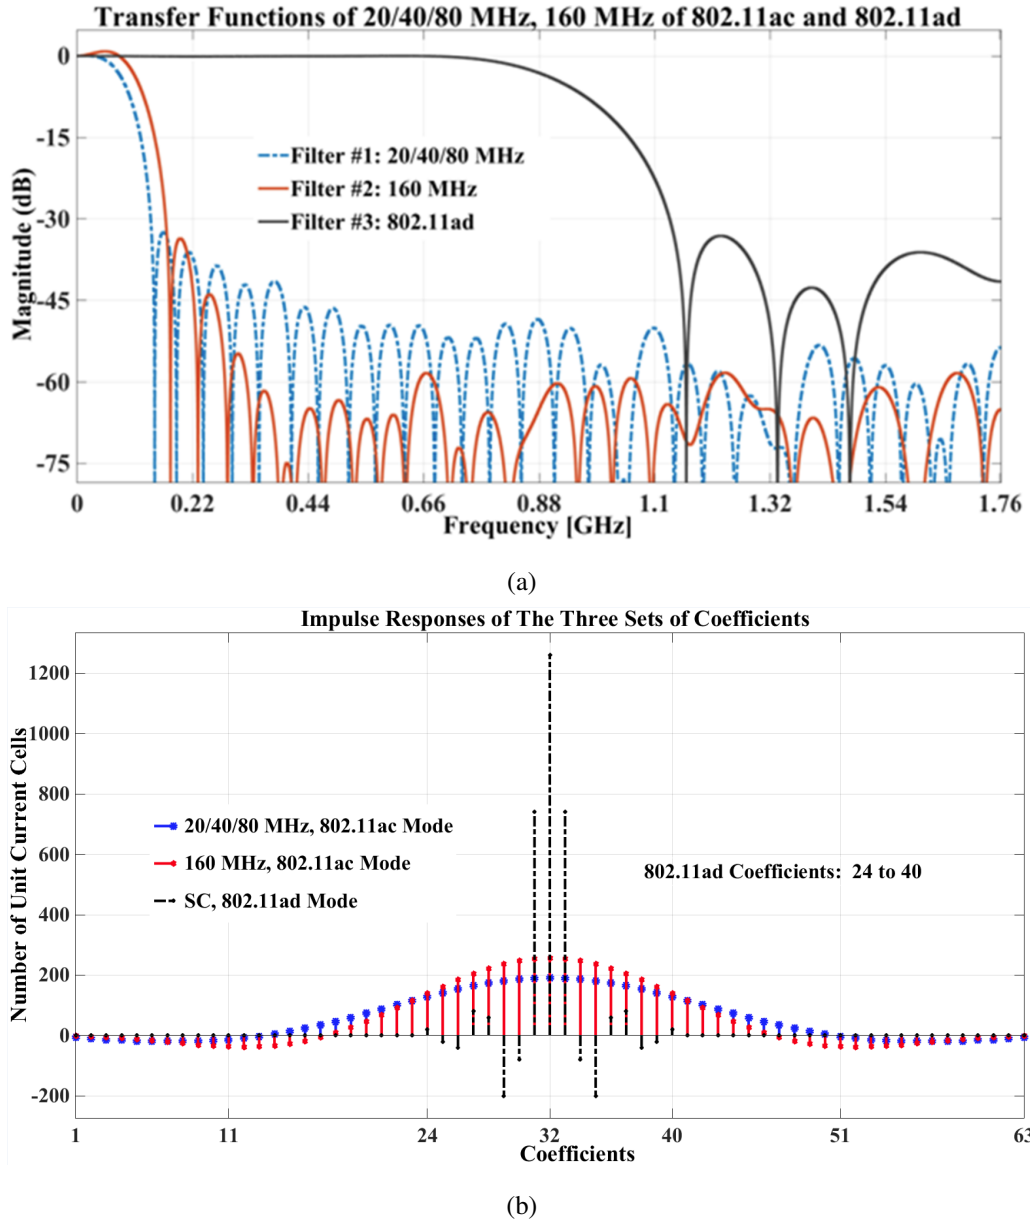 Transfer Functions of 20/40/80 MHz, 160 MHz of 802.11ac and 802.11ad
0
-15
-30
-45
-60
-75
Magnitude (dB)
Filter #1: 20/40/80 MHz
Filter #2: 160 MHz
Filter #3: 802.11ad
0 0.22 0.44 0.66 0.88 1.1 1.32 1.54 1.76
Frequency [GHz]
(a)
Impulse Responses of The Three Sets of Coefficients
1200
1000
800
600
400
200
0
-200
Number of Unit Current Cells
20/40/80 MHz, 802.11ac Mode
160 MHz, 802.11ac Mode
SC, 802.11ad Mode
802.11ad Coefficients: 24 to 40
1 11 24 32 40 51 63
Coefficients
(b)